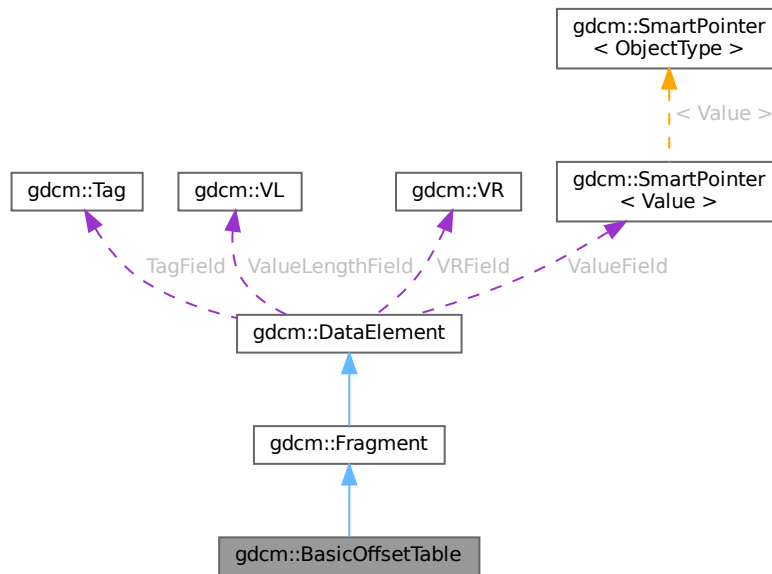 gdcm::SmartPointer
< ObjectType >
< Value >
gdcm::Tag
gdcm::VL
gdcm::VR
gdcm::SmartPointer
< Value >
TagField
ValueLengthField
VRField
ValueField
gdcm::DataElement
gdcm::Fragment
gdcm::BasicOffsetTable